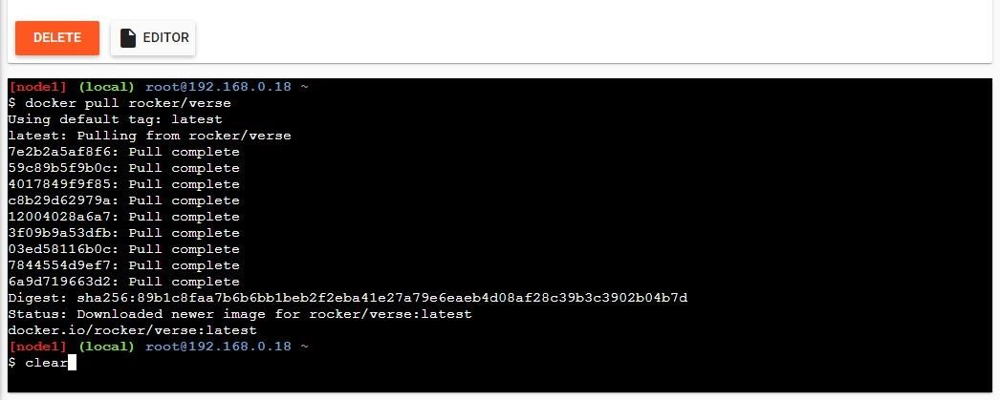 DELETE EDITOR
[node1] (local) root@192.168.0.18 ~
$ docker pull rocker/verse
Using default tag: latest
latest: Pulling from rocker/verse
7e2b2a5af8f6: Pull complete
59c89b5f9b0c: Pull complete
4017849f9f85: Pull complete
c8b29d62979a: Pull complete
12004028a6a7: Pull complete
3f09b9a53dfb: Pull complete
03ed58116b0c: Pull complete
7844554d9ef7: Pull complete
6a9d719663d2: Pull complete
Digest: sha256:89b1c8faa7b6b6bb1beb2f2eba41e27a79e6eaeb4d08af28c39b3c3902b04b7d
Status: Downloaded newer image for rocker/verse:latest
docker.io/rocker/verse:latest
[node1] (local) root@192.168.0.18 ~
$ clear